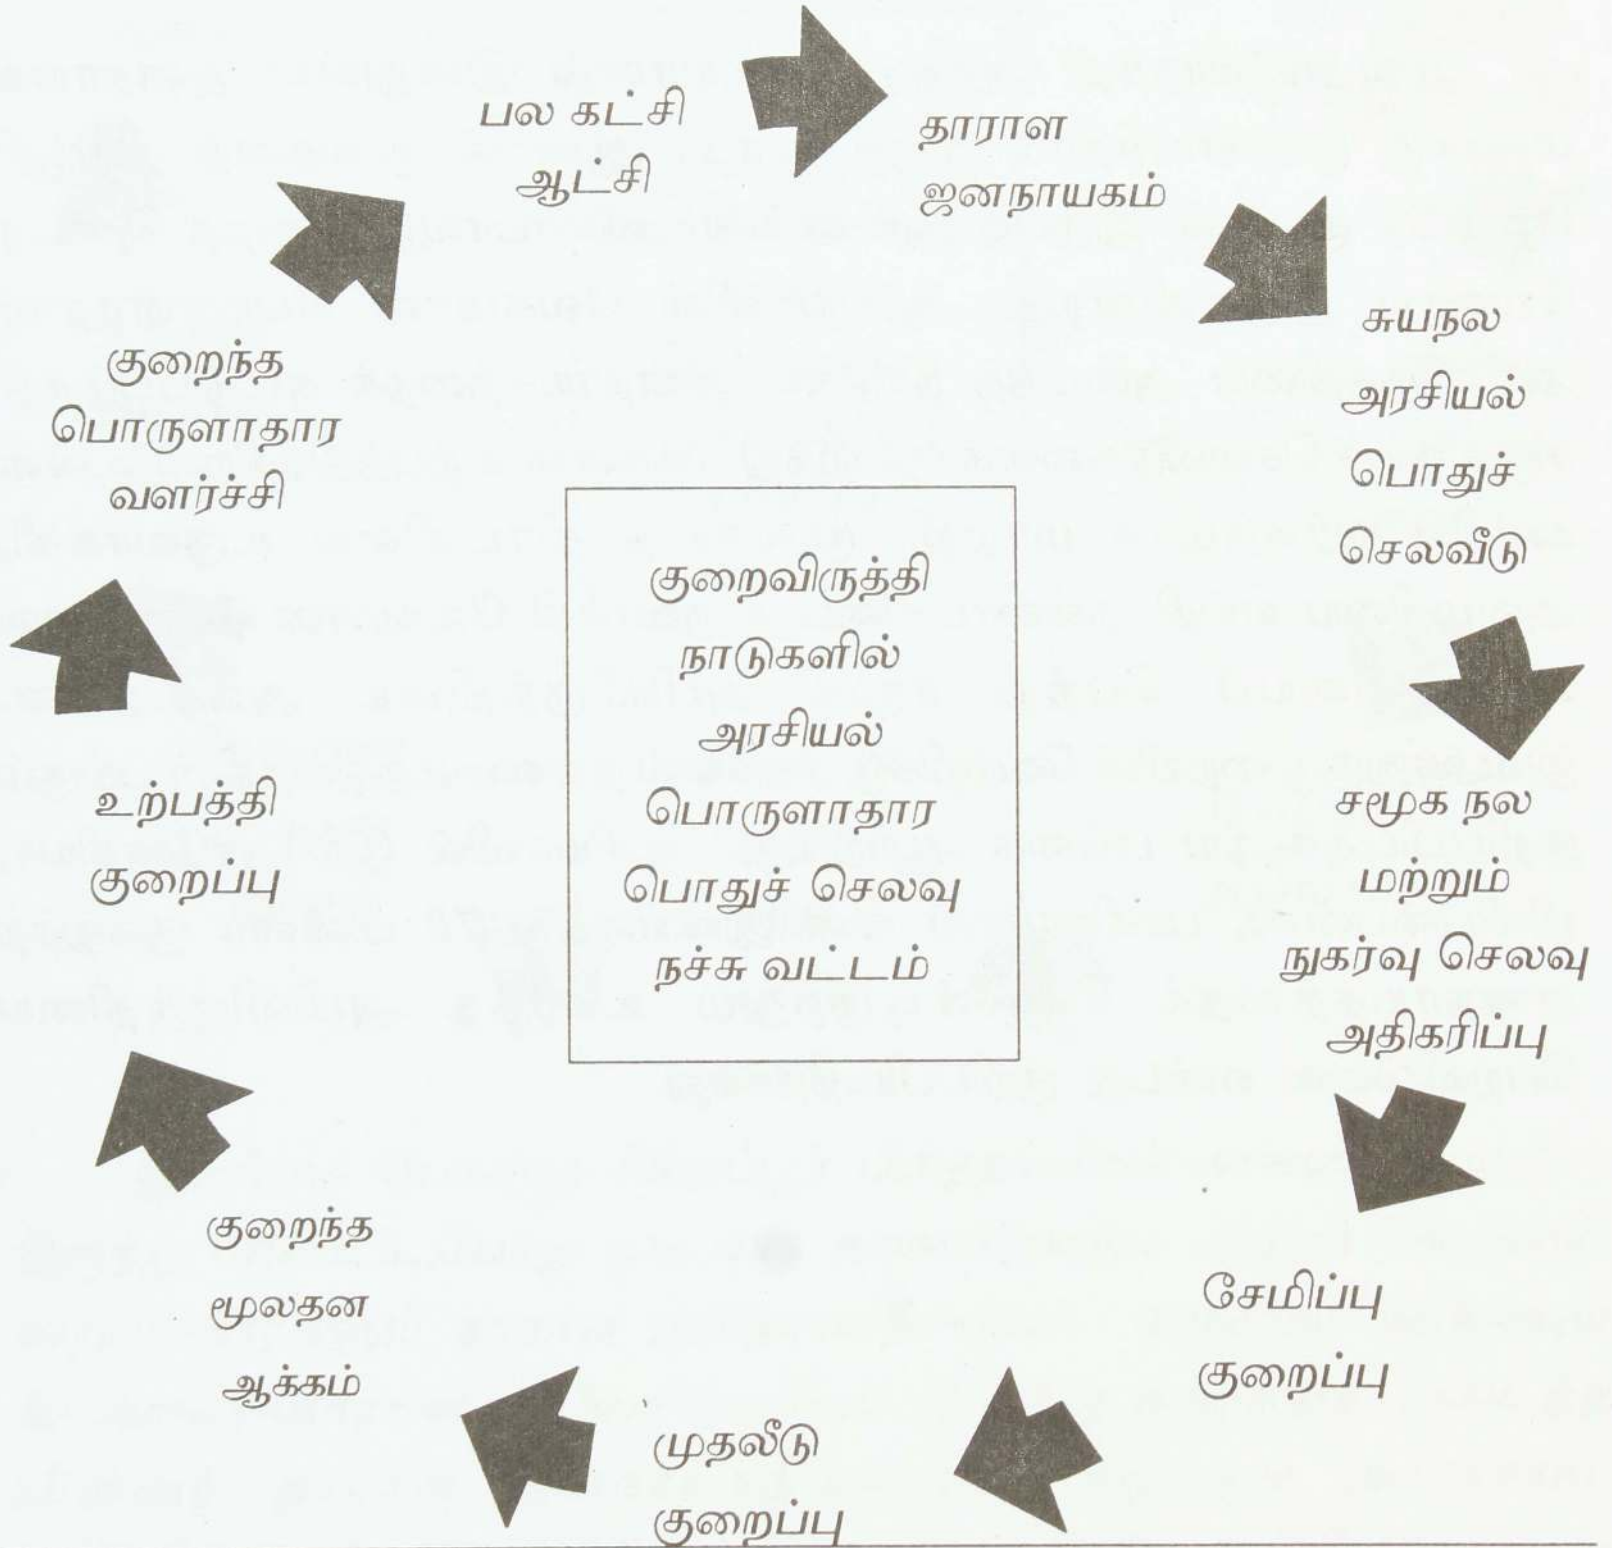 பல கட்சி
ஆட்சி
தாராள
ஜனநாயகம்
சுயநல
அரசியல்
பொதுச்
செலவீடு
சமூக நல
மற்றும்
நுகர்வு செலவு
அதிகரிப்பு
சேமிப்பு
குறைப்பு
முதலீடு
குறைப்பு
குறைந்த
மூலதன
ஆக்கம்
உற்பத்தி
குறைப்பு
குறைந்த
பொருளாதார
வளர்ச்சி
குறைவிருத்தி
நாடுகளில்
அரசியல்
பொருளாதார
பொதுச் செலவு
நச்சு வட்டம்